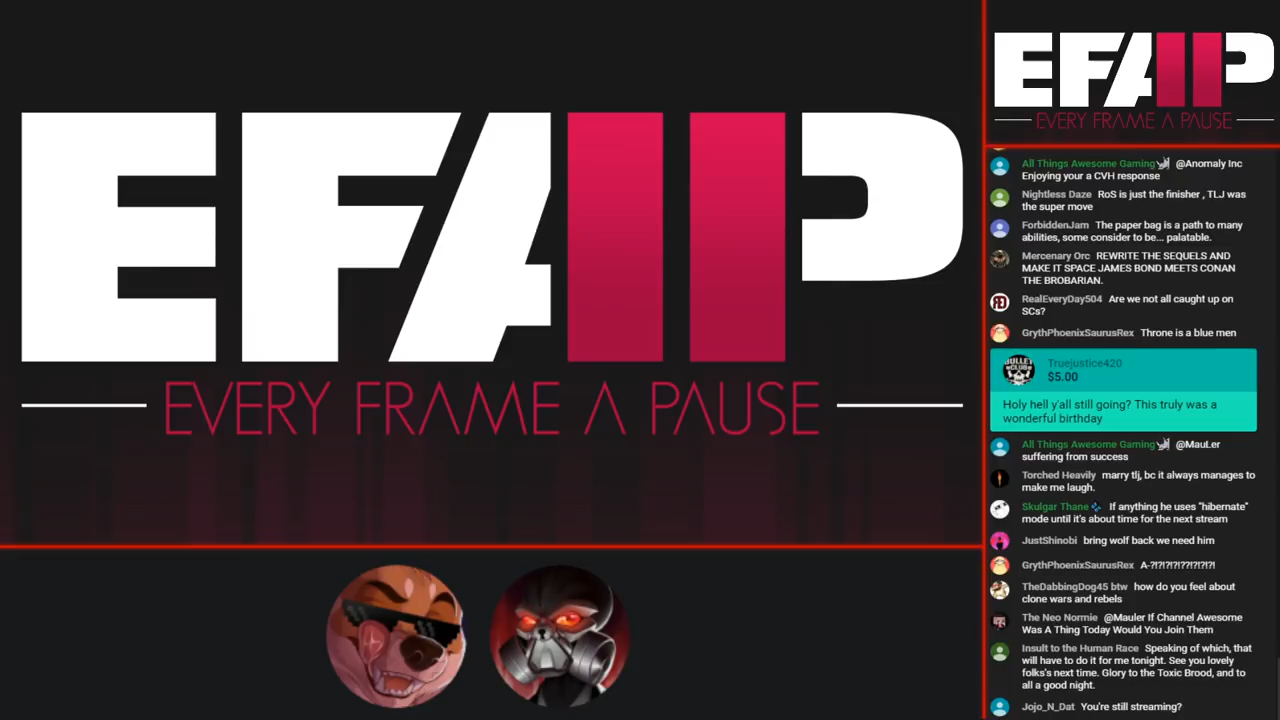 EFAP
EVERY FRAME A PAUSE
EFAP
EVERY FRAME A PAUSE
All Things Awesome Gaming @Anomaly Inc
Enjoying your a CVH response
Nightless Daze RoS is just the finisher , TLJ was
the super move
ForbiddenJam The paper bag is a path to many
abilities, some consider to be... palatable.
Mercenary Orc REWRITE THE SEQUELS AND
MAKE IT SPACE JAMES BOND MEETS CONAN
THE BROBARIAN.
RealEveryDay504 Are we not all caught up on
SCs?
GrythPhoenixSaurusRex Throne is a blue men
BULLET
CLUB
Truejustice420
$5.00
Holy hell y'all still going? This truly was a
wonderful birthday
All Things Awesome Gaming @MauLer
suffering from success
Torched Heavily marry tlj, bc it always manages to
make me laugh.
Skulgar Thane If anything he uses "hibernate"
mode until it's about time for the next stream
JustShinobi bring wolf back we need him
GrythPhoenixSaurusRex A-?!?!?!?!??!?!?!?!
TheDabbingDog45 btw how do you feel about
clone wars and rebels
The Neo Normie @Mauler If Channel Awesome
Was A Thing Today Would You Join Them
Insult to the Human Race Speaking of which, that
will have to do it for me tonight. See you lovely
folks's next time. Glory to the Toxic Brood, and to
all a good night.
Jojo_N_Dat You're still streaming?